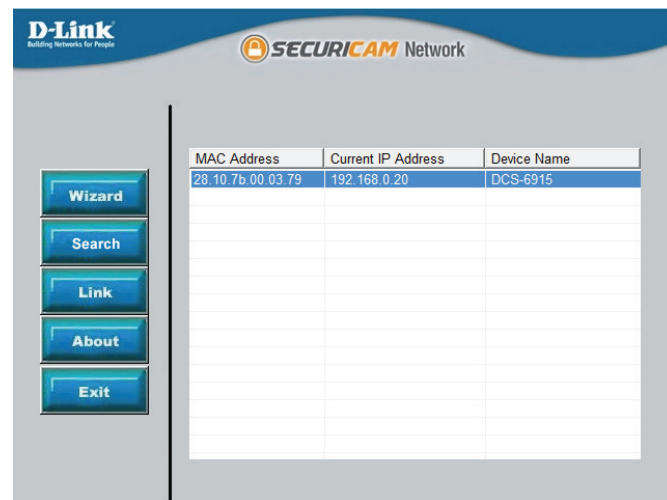 D-Link
Building Networks for People
SECURICAM Network
MAC Address Current IP Address Device Name
28.10.7b.00.03.79 192.168.0.20 DCS-6915
Wizard
Search
Link
About
Exit